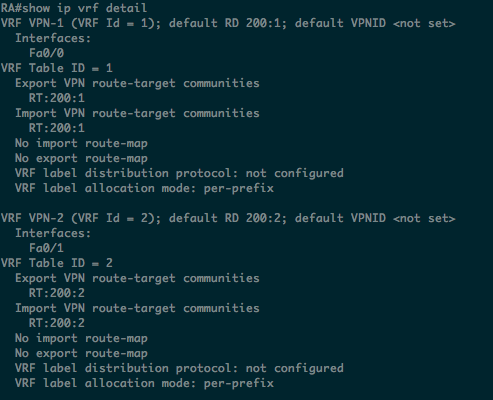 RA#show ip vrf detail
VRF VPN-1 (VRF Id = 1); default RD 200:1; default VPNID <not set>
  Interfaces:
    Fa0/0
VRF Table ID = 1
  Export VPN route-target communities
    RT:200:1
  Import VPN route-target communities
    RT:200:1
  No import route-map
  No export route-map
  VRF label distribution protocol: not configured
  VRF label allocation mode: per-prefix

VRF VPN-2 (VRF Id = 2); default RD 200:2; default VPNID <not set>
  Interfaces:
    Fa0/1
VRF Table ID = 2
  Export VPN route-target communities
    RT:200:2
  Import VPN route-target communities
    RT:200:2
  No import route-map
  No export route-map
  VRF label distribution protocol: not configured
  VRF label allocation mode: per-prefix